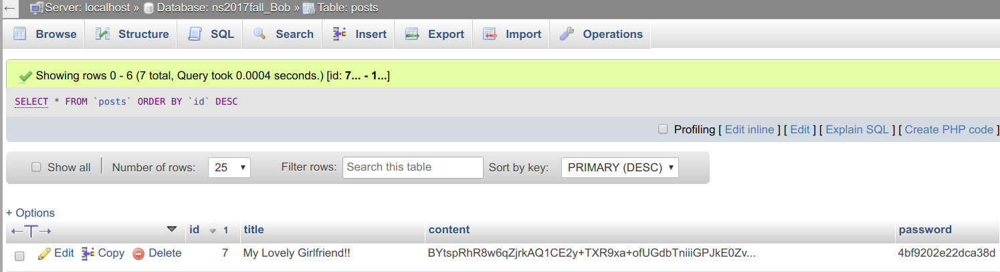 Server: localhost » Database: ns2017fall_Bob » Table: posts
Browse Structure SQL Search Insert Export Import Operations
Showing rows 0 - 6 (7 total, Query took 0.0004 seconds.) [id: 7... - 1...]
SELECT * FROM `posts` ORDER BY `id` DESC
Profiling [ Edit inline ] [ Edit ] [ Explain SQL ] [ Create PHP code ]
Show all Number of rows: 25 Filter rows: Search this table Sort by key: PRIMARY (DESC)
+ Options
id 1 title content password
Edit Copy Delete 7 My Lovely Girlfriend!! BYtspRhR8w6qZjrkAQ1CE2y+TXR9xa+ofUGdbTniiiGPJkE0Zv... 4bf9202e22dca38d